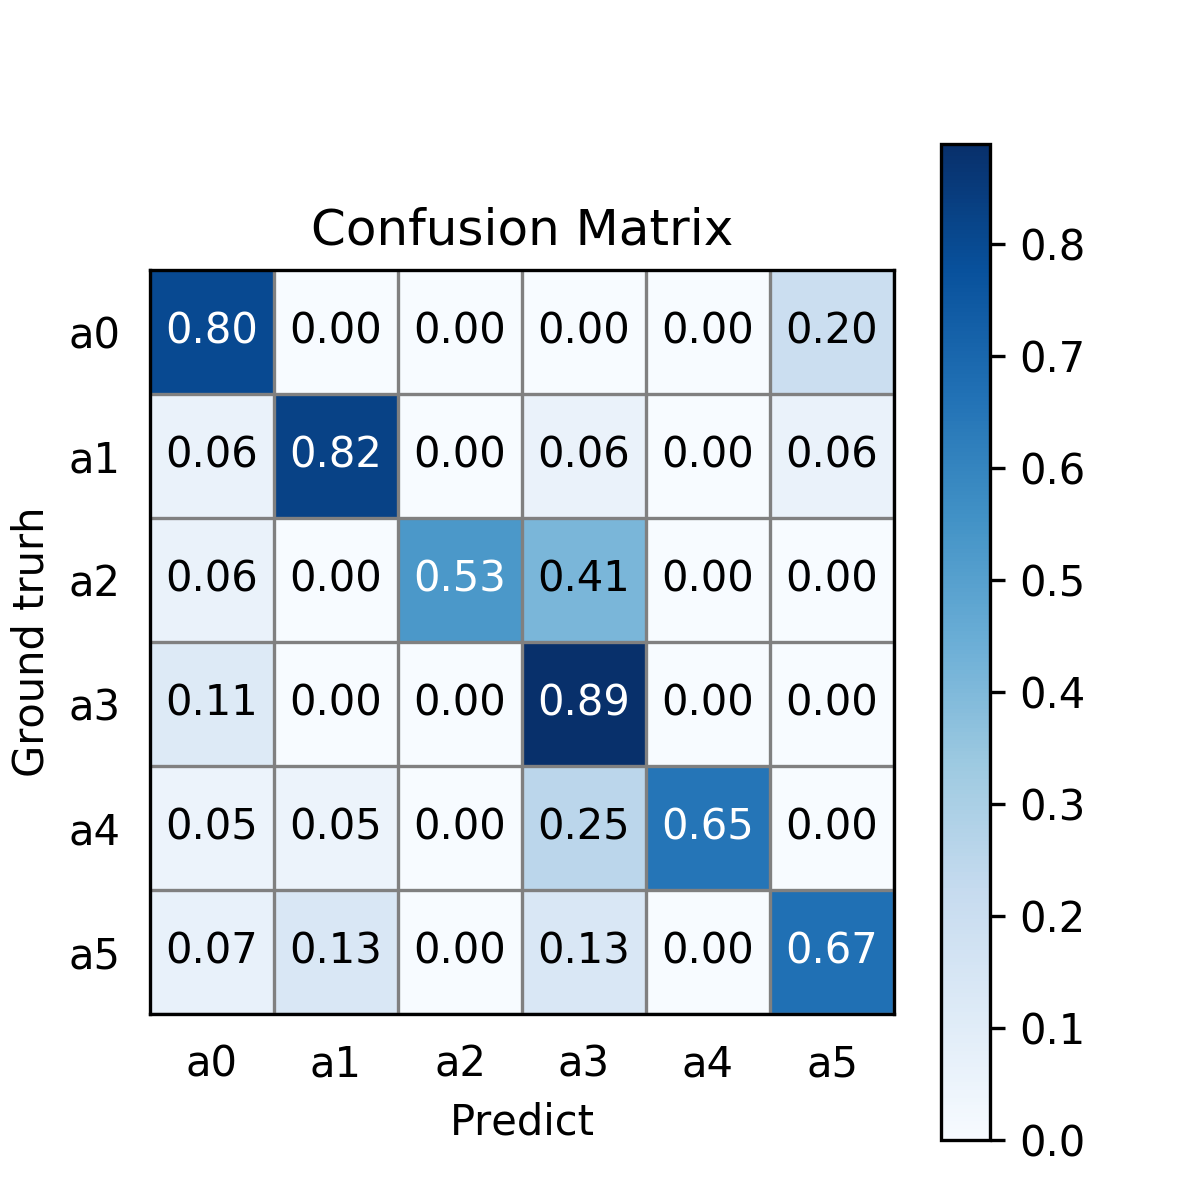 Confusion Matrix
a0 0.80 0.00 0.00 0.00 0.00 0.20
a1 0.06 0.82 0.00 0.06 0.00 0.06
a2 0.06 0.00 0.53 0.41 0.00 0.00
a3 0.11 0.00 0.00 0.89 0.00 0.00
a4 0.05 0.05 0.00 0.25 0.65 0.00
a5 0.07 0.13 0.00 0.13 0.00 0.67
a0 a1 a2 a3 a4 a5
Predict
Ground trurh
0.8
0.7
0.6
0.5
0.4
0.3
0.2
0.1
0.0